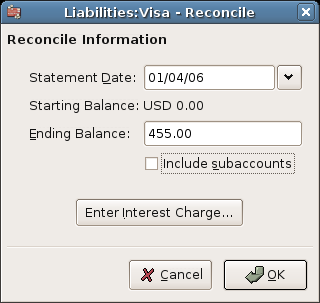 Liabilities:Visa - Reconcile
Reconcile Information
Statement Date: 01/04/06
Starting Balance: USD 0.00
Ending Balance: 455.00
Include subaccounts
Enter Interest Charge...
Cancel OK